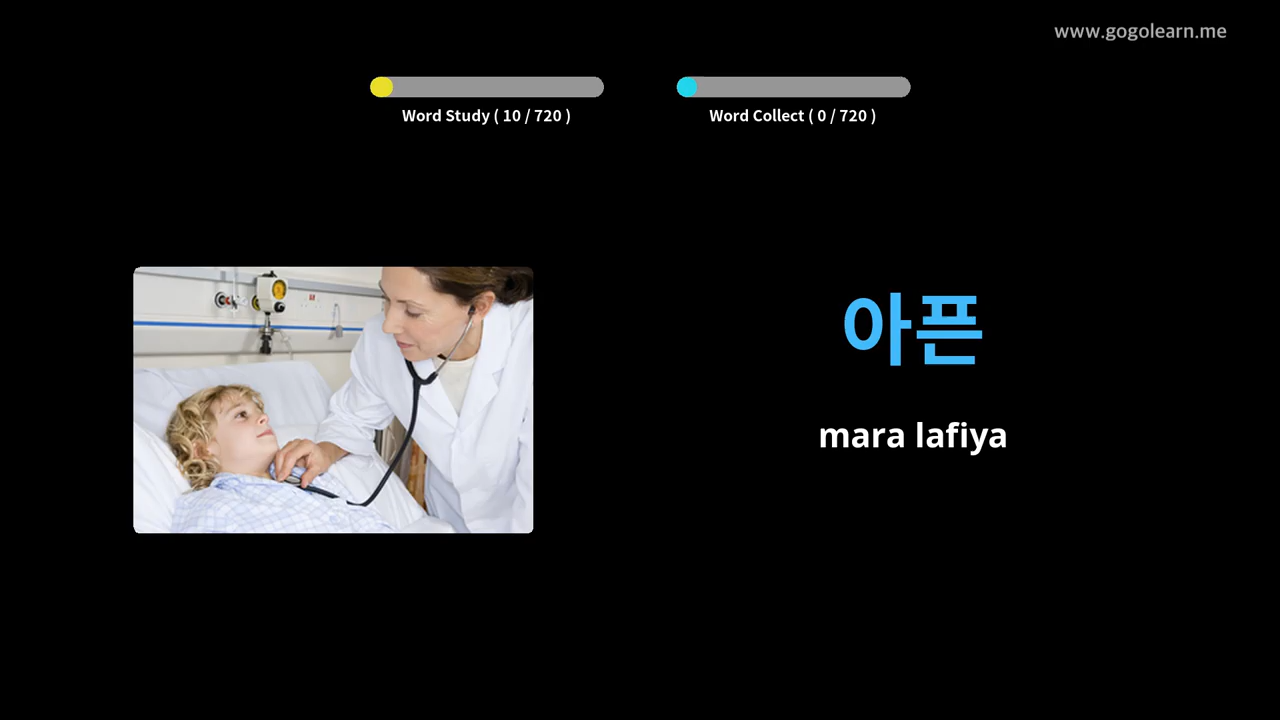 www.gogolearn.me
Word Study ( 10 / 720 )
Word Collect ( 0 / 720 )
아픈
mara lafiya